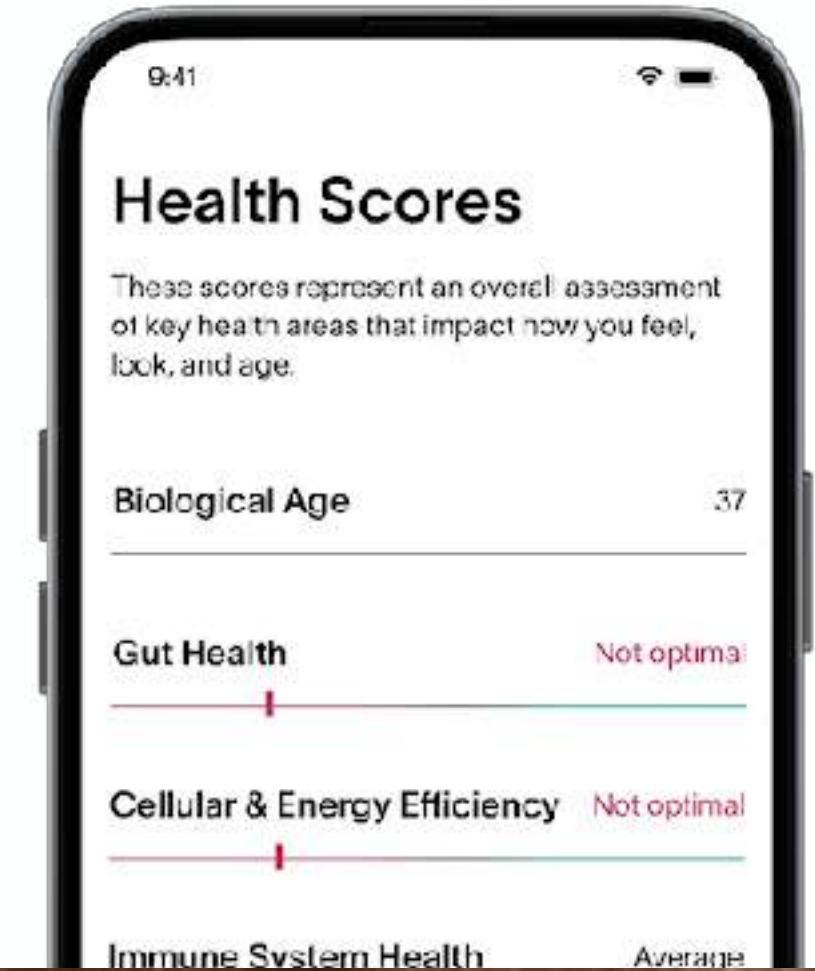 9:41
Health Scores
These scores represent an overall assessment
of key health areas that impact how you feel,
look, and age.
Biological Age 37
Gut Health Not optimal
Cellular & Energy Efficiency Not optimal
Immune System Health Average